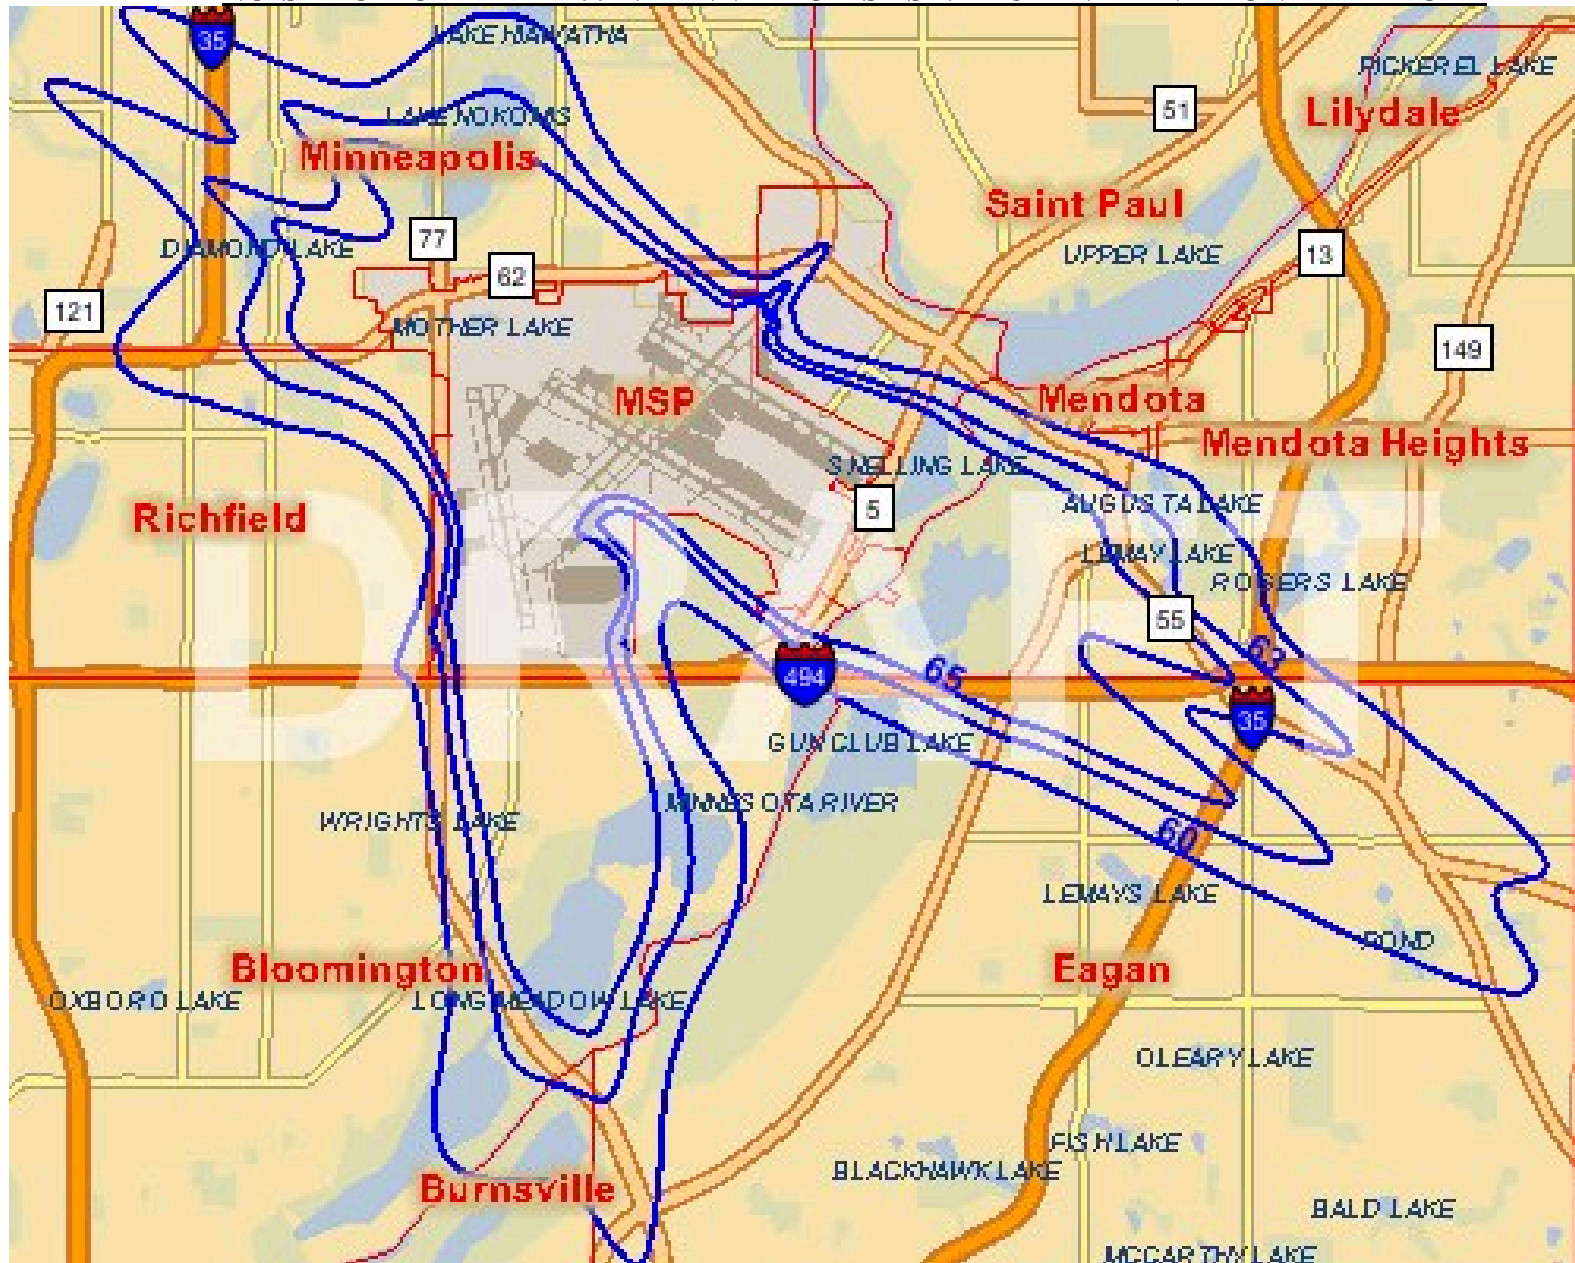 35
LAKE HIAWATHA
PICKEREL LAKE
51
Lilydale
LAKE NOKOMIS
Minneapolis
Saint Paul
77
DIAMOND LAKE
UPPER LAKE
13
62
121
MOTHER LAKE
149
MSP
Mendota
Mendota Heights
SNELLING LAKE
5
AUGUSTA LAKE
Richfield
LEMAY LAKE
ROGERS LAKE
55
DRAFT
63
65
494
35
GUN CLUB LAKE
MINNESOTA RIVER
WRIGHTS LAKE
60
LEMAYS LAKE
POND
Bloomington
Eagan
OXBORO LAKE
LONG MEADOW LAKE
OLEARY LAKE
FISH LAKE
BLACKHAWK LAKE
Burnsville
BALD LAKE
MCCARTHY LAKE